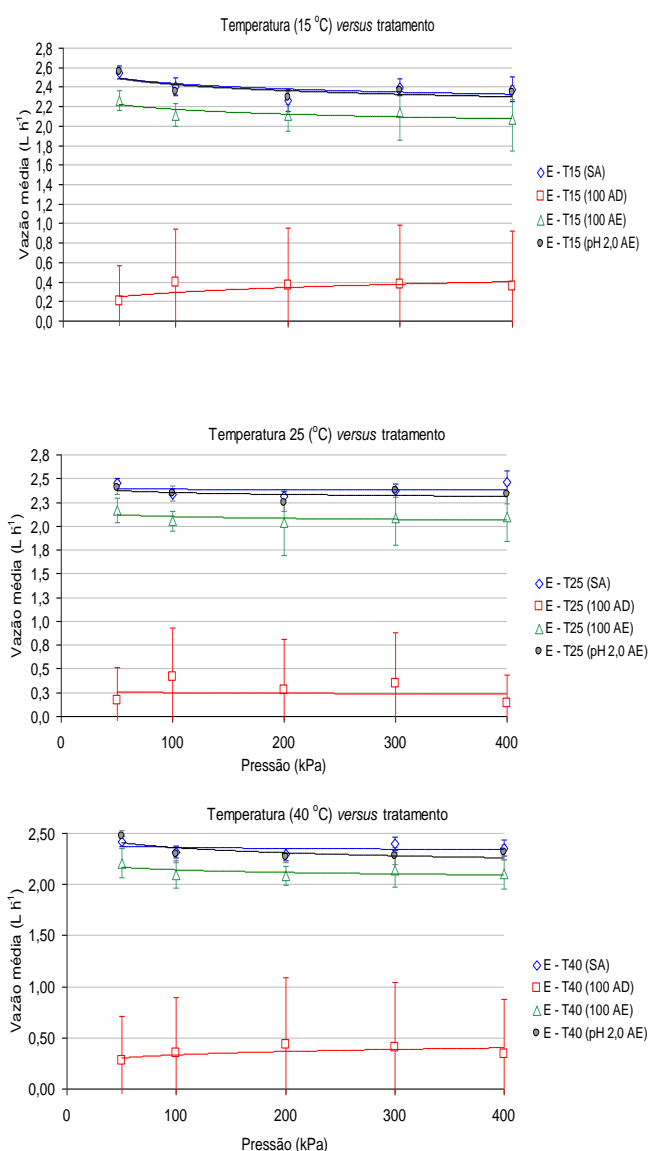 Temperatura (15 °C) versus tratamento
2,8
2,6
2,4
2,2
2,0
1,8
1,6
1,4
1,2
1,0
0,8
0,6
0,4
0,2
0,0
Vazão média (L h¹)
E - T15 (SA)
E - T15 (100 AD)
E - T15 (100 AE)
E - T15 (pH 2,0 AE)
Temperatura 25 (°C) versus tratamento
2,8
2,5
2,3
2,0
1,8
1,5
1,3
1,0
0,8
0,5
0,3
0,0
Vazão média (L h¹)
0 100 200 300 400
Pressão (kPa)
E - T25 (SA)
E - T25 (100 AD)
E - T25 (100 AE)
E - T25 (pH 2,0 AE)
Temperatura (40 °C) versus tratamento
2,50
2,00
1,50
1,00
0,50
0,00
Vazão média (L h¹)
0 100 200 300 400
Pressão (kPa)
E - T40 (SA)
E - T40 (100 AD)
E - T40 (100 AE)
E - T40 (pH 2,0 AE)